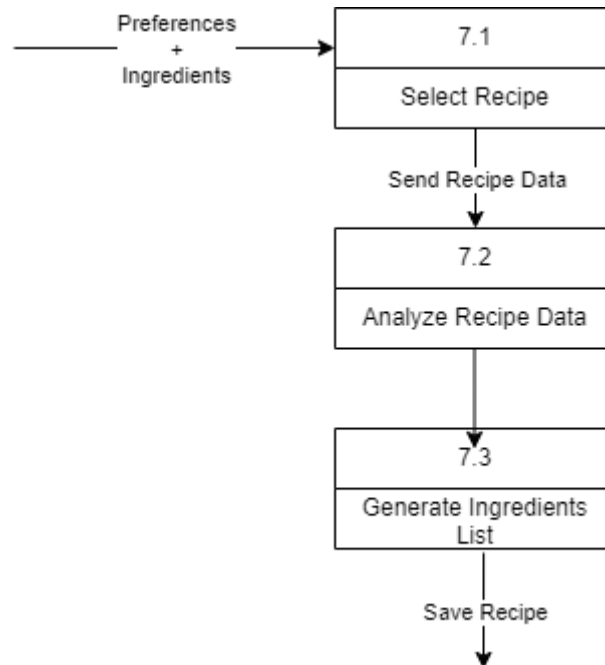 Preferences
+
Ingredients
7.1
Select Recipe
Send Recipe Data
7.2
Analyze Recipe Data
7.3
Generate Ingredients
List
Save Recipe